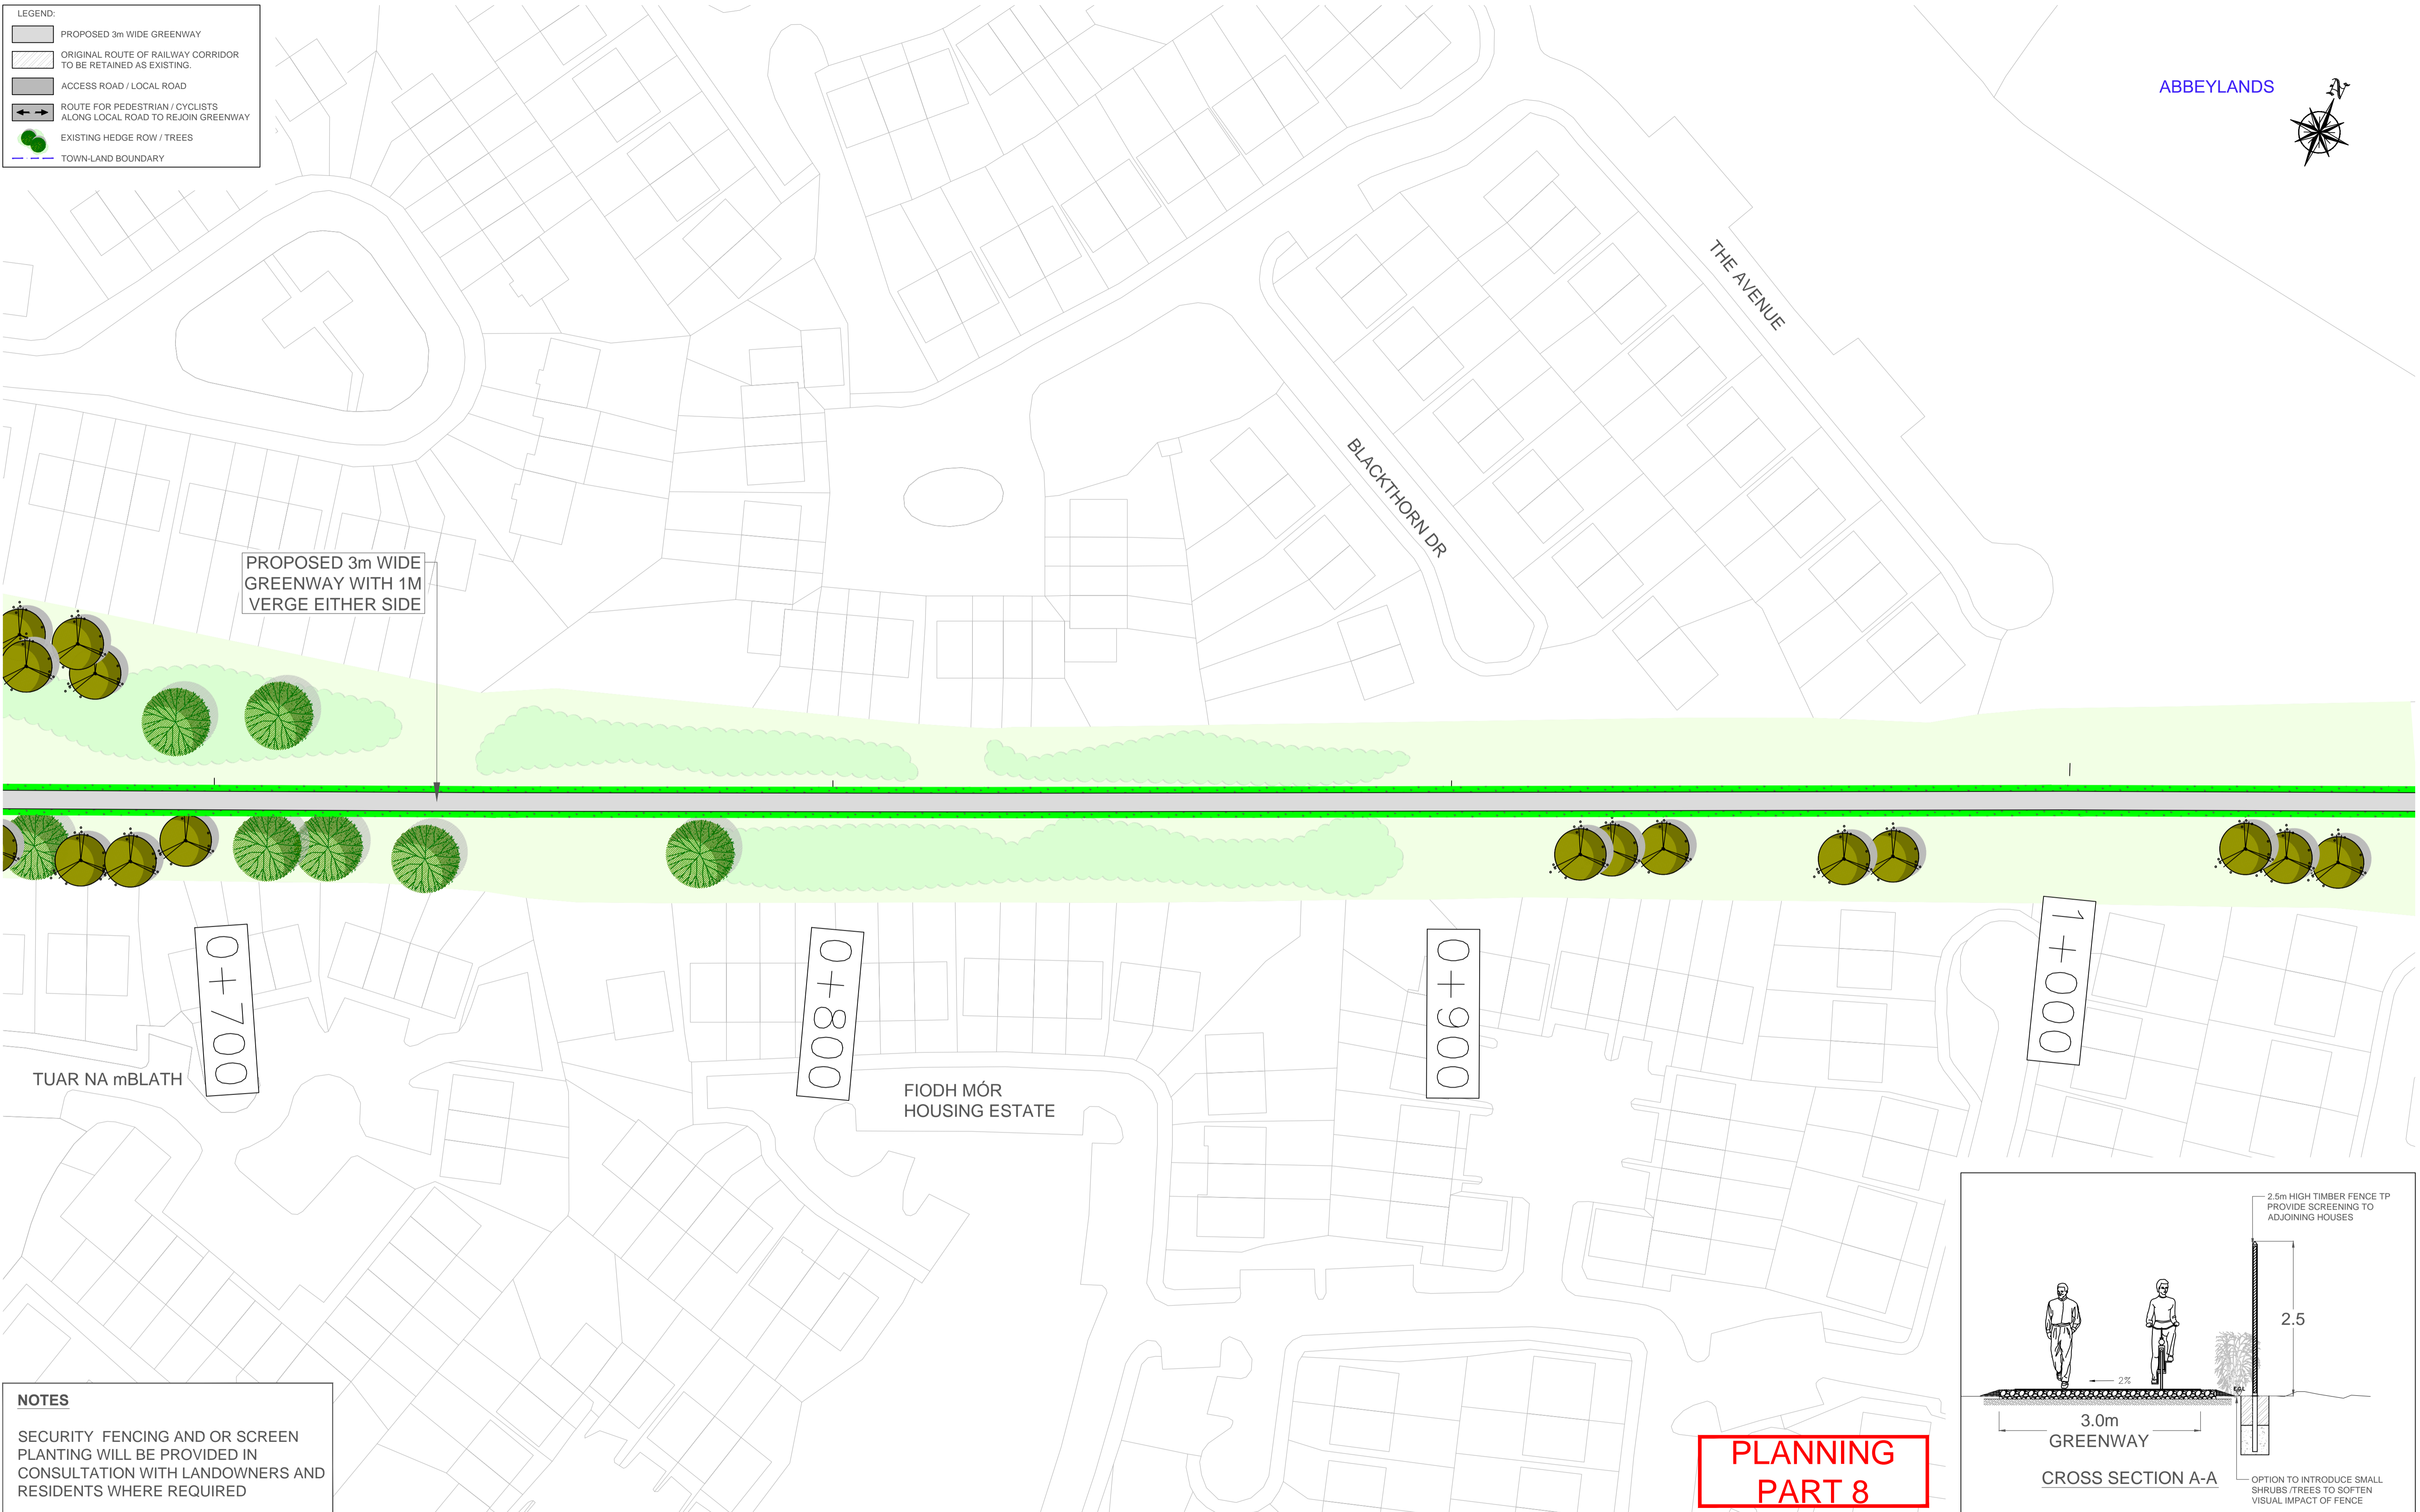 LEGEND:
PROPOSED 3m WIDE GREENWAY
ORIGINAL ROUTE OF RAILWAY CORRIDOR
TO BE RETAINED AS EXISTING.
ACCESS ROAD / LOCAL ROAD
ROUTE FOR PEDESTRIAN / CYCLISTS
ALONG LOCAL ROAD TO REJOIN GREENWAY
EXISTING HEDGE ROW / TREES
TOWN-LAND BOUNDARY
ABBEYLANDS
N
THE AVENUE
BLACKTHORN DR
PROPOSED 3m WIDE
GREENWAY WITH 1M
VERGE EITHER SIDE
0+700
0+800
0+900
1+000
TUAR NA mBLATH
FIODH MÓR
HOUSING ESTATE
2.5m HIGH TIMBER FENCE TP
PROVIDE SCREENING TO
ADJOINING HOUSES
2.5
2%
EGL
3.0m
GREENWAY
CROSS SECTION A-A
OPTION TO INTRODUCE SMALL
SHRUBS /TREES TO SOFTEN
VISUAL IMPACT OF FENCE
NOTES
SECURITY FENCING AND OR SCREEN
PLANTING WILL BE PROVIDED IN
CONSULTATION WITH LANDOWNERS AND
RESIDENTS WHERE REQUIRED
PLANNING
PART 8